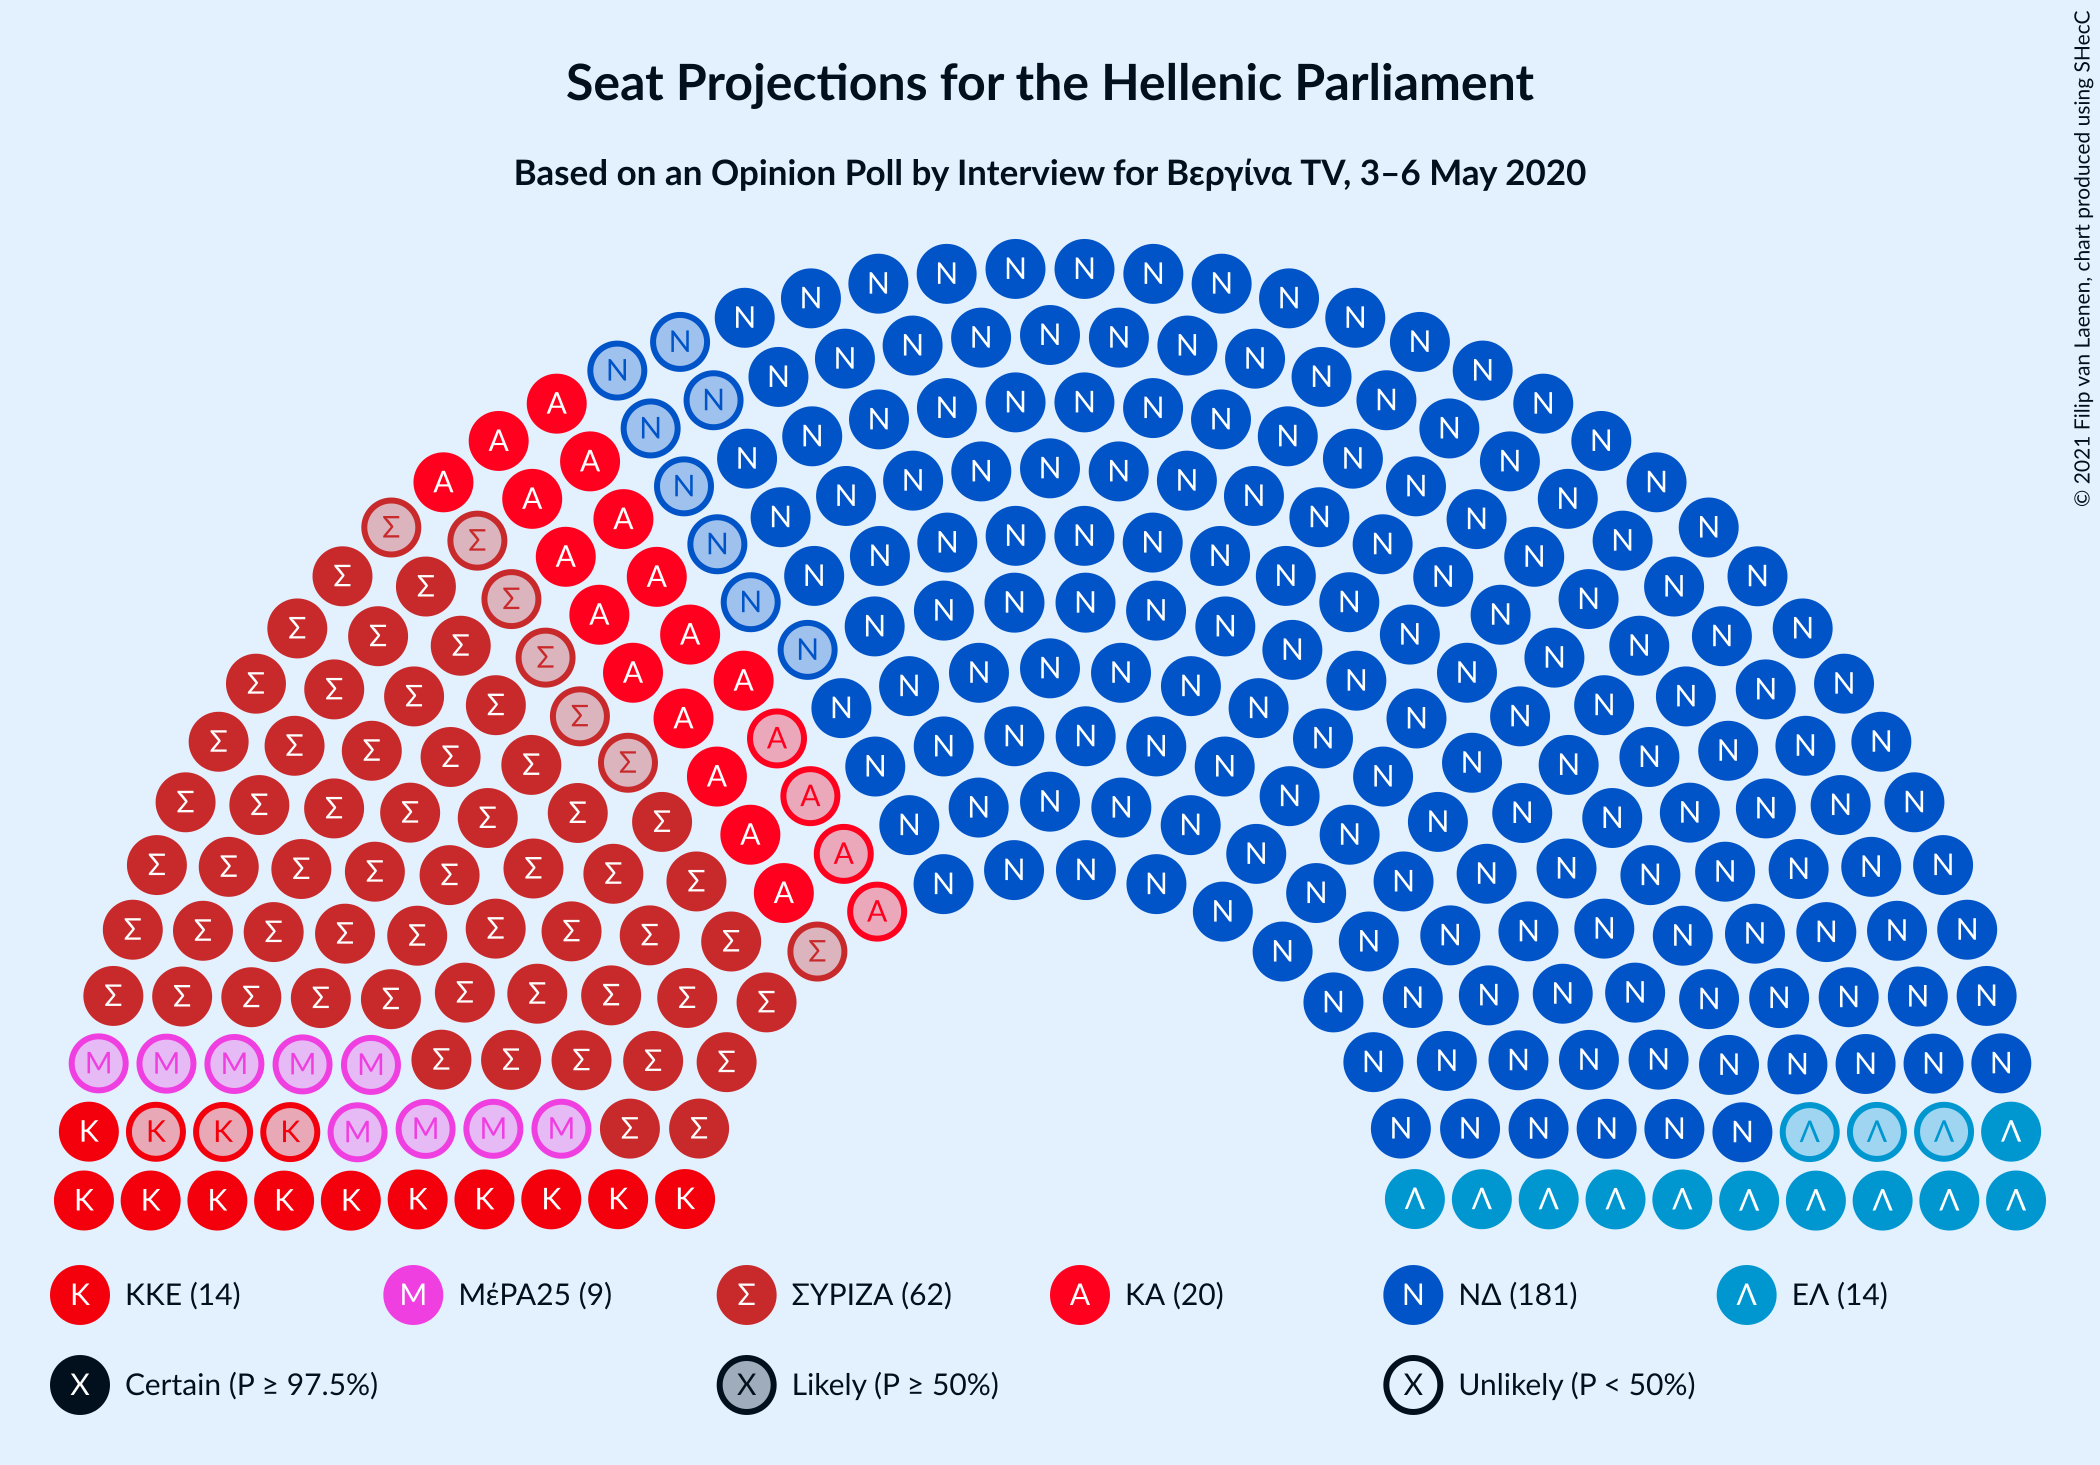 Seat Projections for the Hellenic Parliament
Based on an Opinion Poll by Interview for Βεργίνα TV, 3–6 May 2020
© 2021 Filip van Laenen, chart produced using SHecC
K ΚΚΕ (14)
M ΜέΡΑ25 (9)
Σ ΣΥΡΙΖΑ (62)
A ΚΑ (20)
N ΝΔ (181)
Λ ΕΛ (14)
X Certain (P ≥ 97.5%)
X Likely (P ≥ 50%)
X Unlikely (P < 50%)